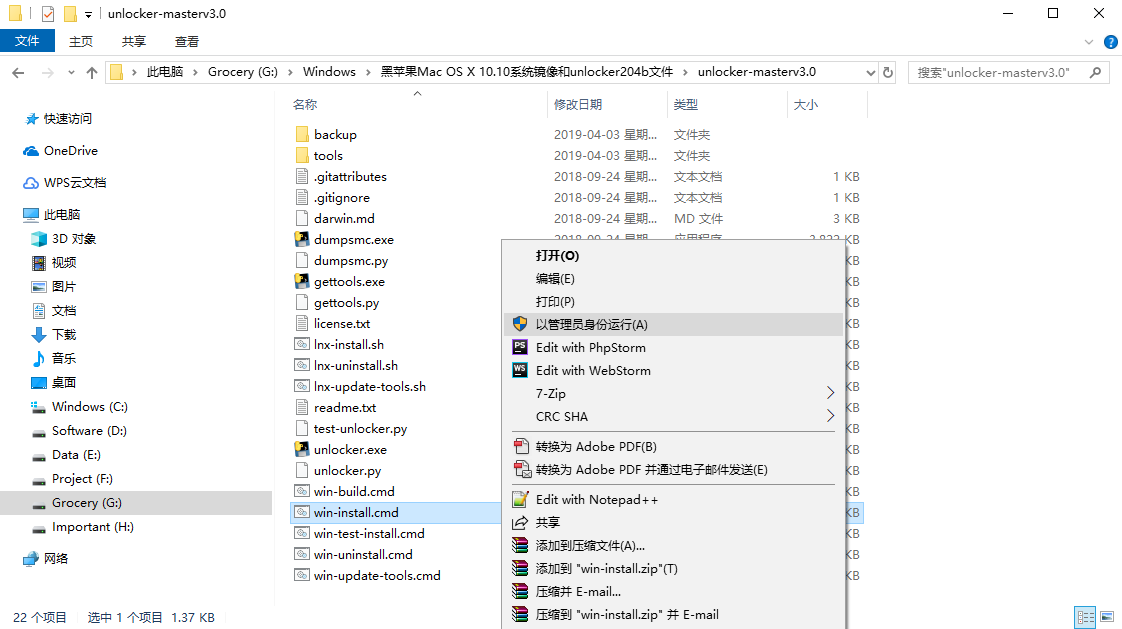 unlocker-masterv3.0
文件 主页 共享 查看
此电脑 Grocery (G:) Windows 黑苹果Mac OS X 10.10系统镜像和unlocker204b文件 unlocker-masterv3.0 搜索"unlocker-masterv3.0"
名称 修改日期 类型 大小
快速访问
OneDrive
WPS云文档
此电脑
3D 对象
视频
图片
文档
下载
音乐
桌面
Windows (C:)
Software (D:)
Data (E:)
Project (F:)
Grocery (G:)
Important (H:)
网络
backup 2019-04-03 星期... 文件夹
tools 2019-04-03 星期... 文件夹
.gitattributes 2018-09-24 星期... 文本文档 1 KB
.gitignore 2018-09-24 星期... 文本文档 1 KB
darwin.md 2018-09-24 星期... MD 文件 3 KB
dumpsmc.exe 2018-09-24 星期... 应用程序 KB
dumpsmc.py KB
gettools.exe KB
gettools.py KB
license.txt KB
lnx-install.sh KB
lnx-uninstall.sh KB
lnx-update-tools.sh KB
readme.txt KB
test-unlocker.py KB
unlocker.exe KB
unlocker.py KB
win-build.cmd KB
win-install.cmd KB
win-test-install.cmd KB
win-uninstall.cmd KB
win-update-tools.cmd KB
打开(O)
编辑(E)
打印(P)
以管理员身份运行(A)
PS Edit with PhpStorm
WS Edit with WebStorm
7-Zip
CRC SHA
转换为 Adobe PDF(B)
转换为 Adobe PDF 并通过电子邮件发送(E)
Edit with Notepad++
共享
添加到压缩文件(A)...
添加到 "win-install.zip"(T)
压缩并 E-mail...
压缩到 "win-install.zip" 并 E-mail
22 个项目 选中 1 个项目 1.37 KB